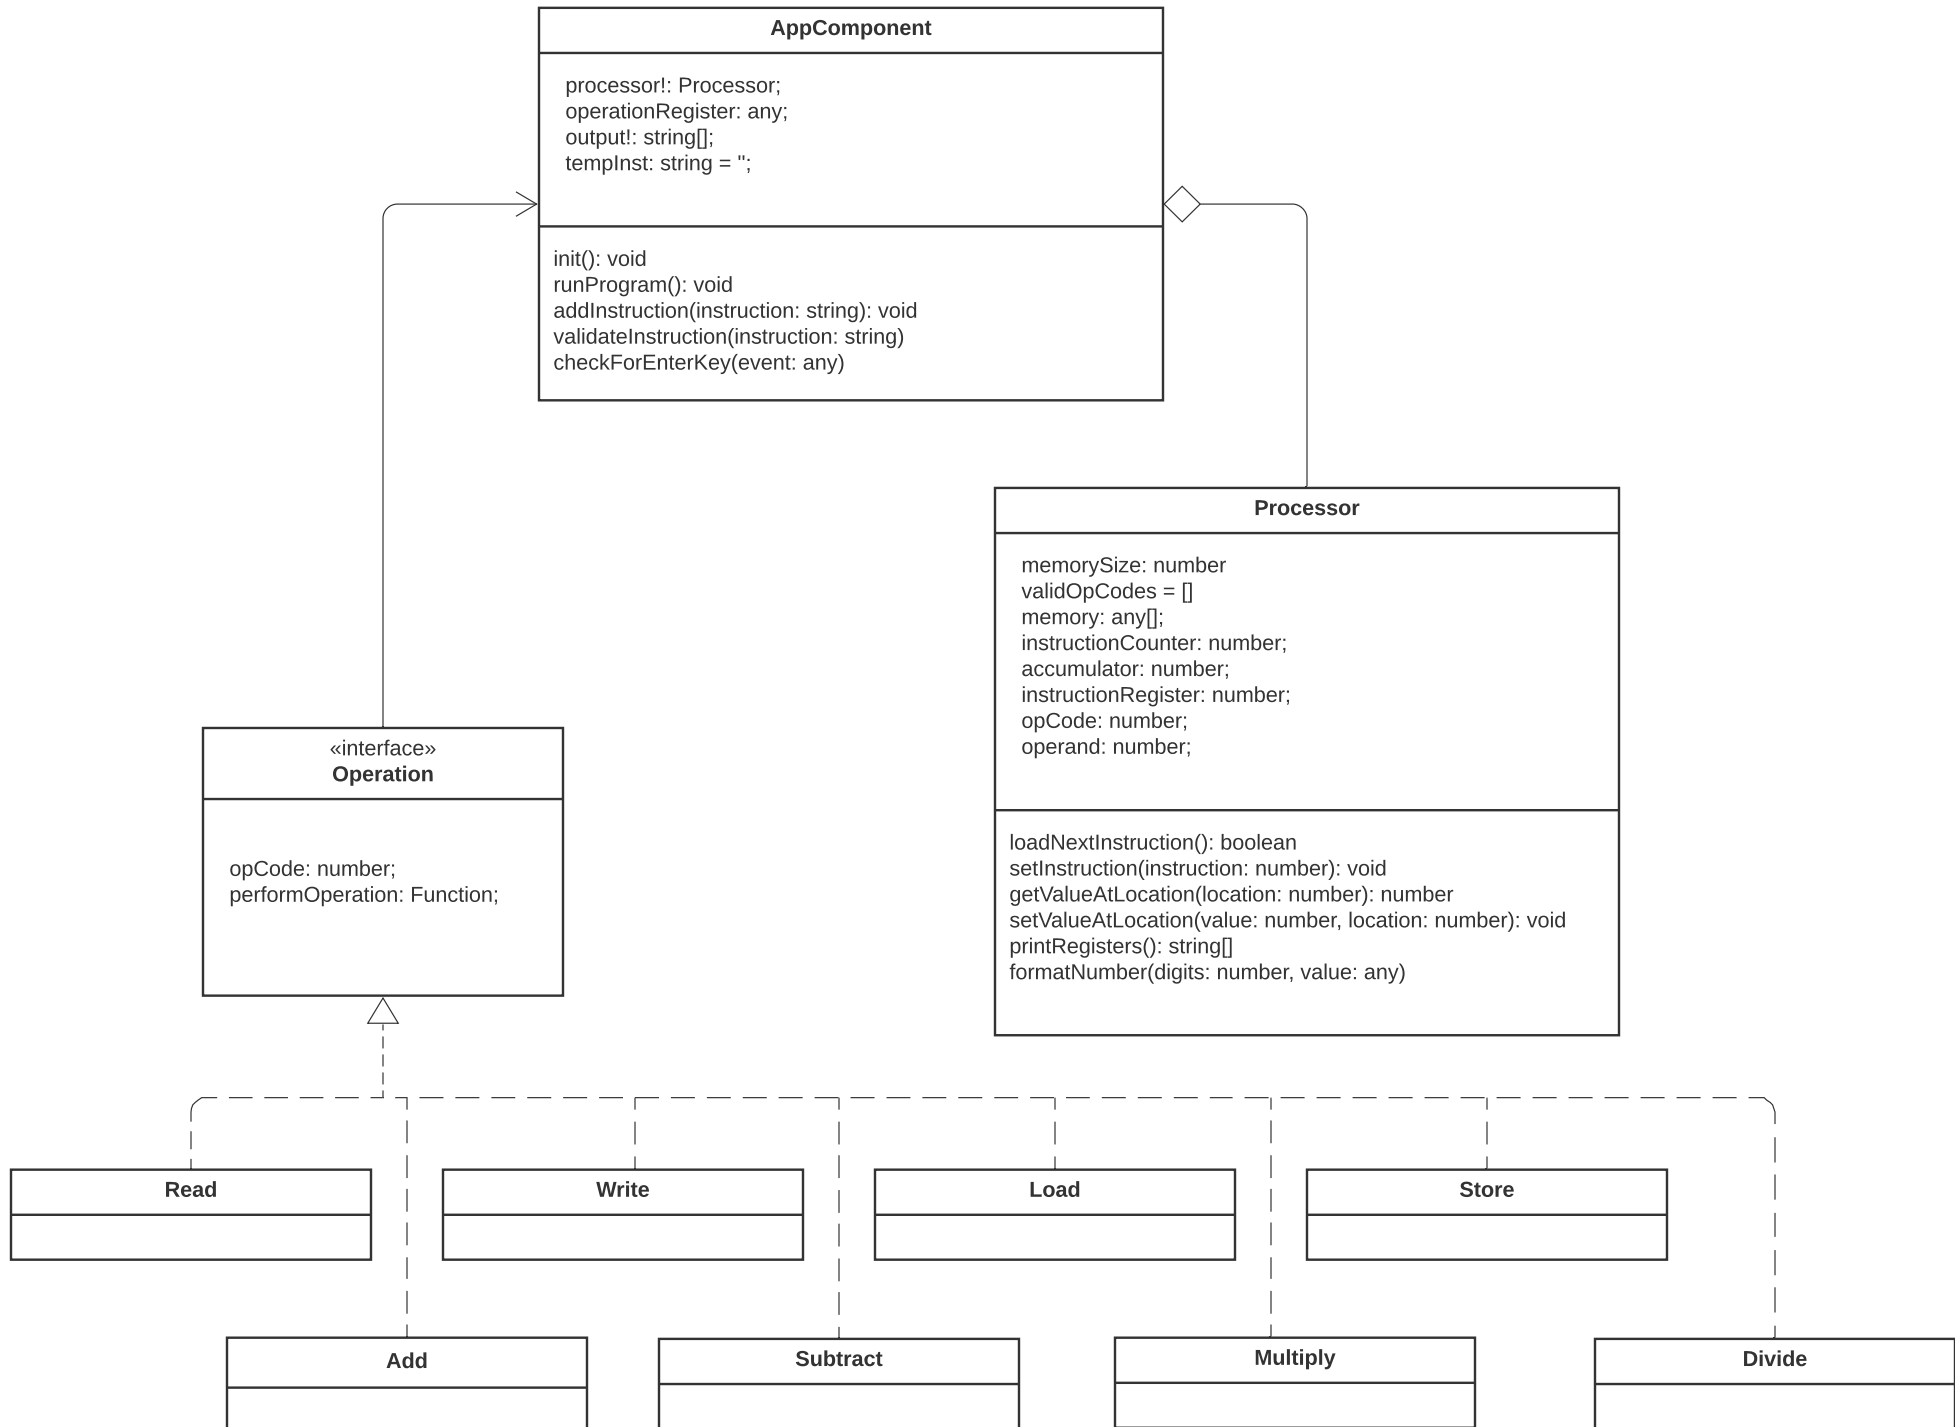 AppComponent
processor!: Processor;
operationRegister: any;
output!: string[];
tempInst: string = '';
init(): void
runProgram(): void
addInstruction(instruction: string): void
validateInstruction(instruction: string)
checkForEnterKey(event: any)
Processor
memorySize: number
validOpCodes = []
memory: any[];
instructionCounter: number;
accumulator: number;
instructionRegister: number;
opCode: number;
operand: number;
loadNextInstruction(): boolean
setInstruction(instruction: number): void
getValueAtLocation(location: number): number
setValueAtLocation(value: number, location: number): void
printRegisters(): string[]
formatNumber(digits: number, value: any)
«interface»
Operation
opCode: number;
performOperation: Function;
Read
Write
Load
Store
Add
Subtract
Multiply
Divide